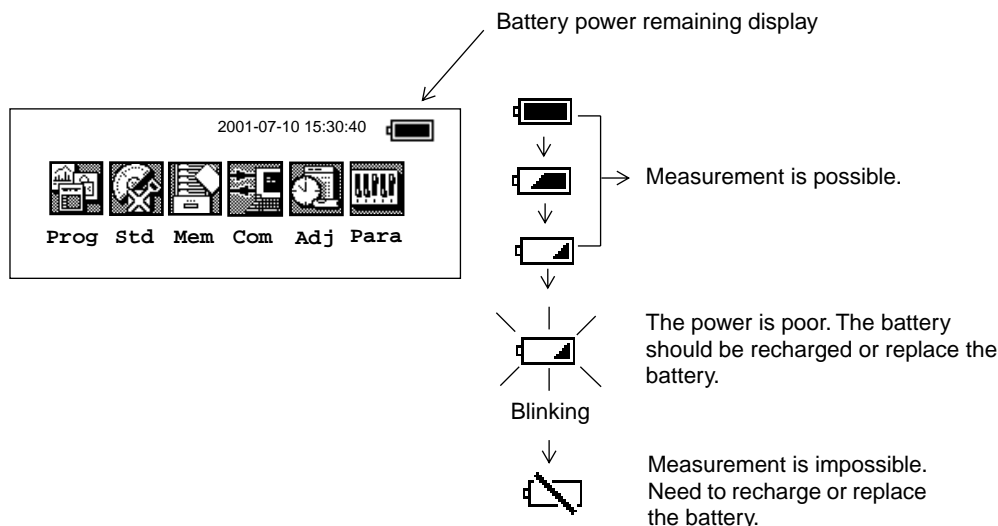 Battery power remaining display
2001-07-10 15:30:40
Prog Std Mem Com Adj Para
Measurement is possible.
The power is poor. The battery
should be recharged or replace the
battery.
Blinking
Measurement is impossible.
Need to recharge or replace
the battery.